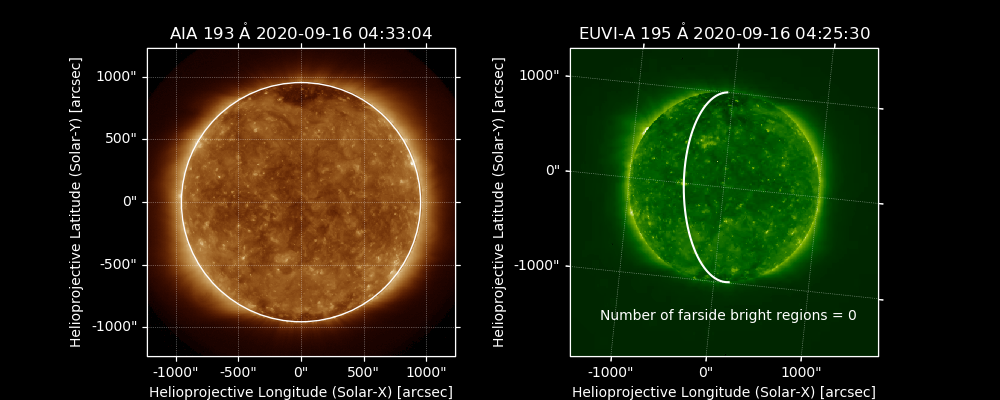 AIA 193 Å 2020-09-16 04:33:04
Helioprojective Latitude (Solar-Y) [arcsec]
1000"
500"
0"
-500"
-1000"
-1000" -500" 0" 500" 1000"
Helioprojective Longitude (Solar-X) [arcsec]
EUVI-A 195 Å 2020-09-16 04:25:30
Helioprojective Latitude (Solar-Y) [arcsec]
1000"
0"
-1000"
Number of farside bright regions = 0
-1000" 0" 1000"
Helioprojective Longitude (Solar-X) [arcsec]